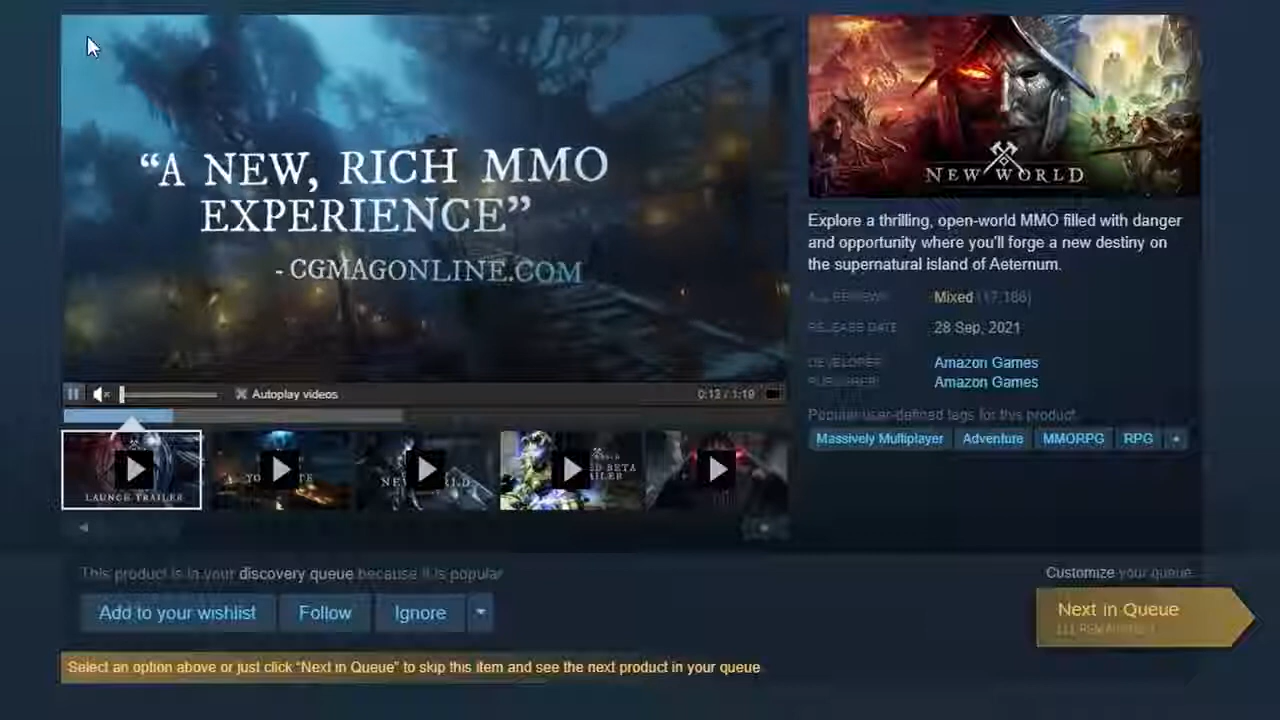 “A NEW, RICH MMO
EXPERIENCE”
- CGMAGONLINE.COM
NEW WORLD
Explore a thrilling, open-world MMO filled with danger
and opportunity where you'll forge a new destiny on
the supernatural island of Aeternum.
ALL REVIEWS: Mixed
RELEASE DATE: 28 Sep, 2021
DEVELOPER: Amazon Games
PUBLISHER: Amazon Games
Popular user-defined tags for this product:
Massively Multiplayer Adventure MMORPG RPG +
Autoplay videos
0:13 / 1:19
LAUNCH TRAILER
This product is in your discovery queue because it is popular
Add to your wishlist Follow Ignore
Customize your queue
Next in Queue
Select an option above or just click “Next in Queue” to skip this item and see the next product in your queue